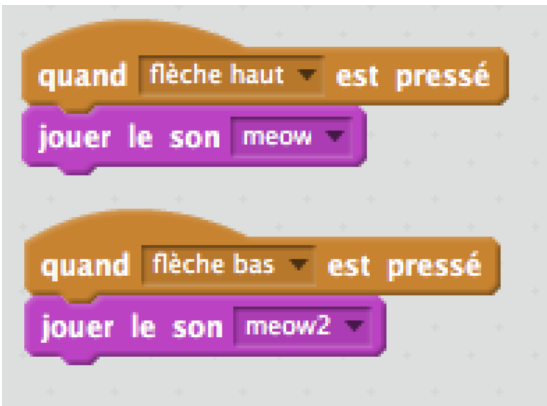 quand flèche haut est pressé
jouer le son meow
quand flèche bas est pressé
jouer le son meow2